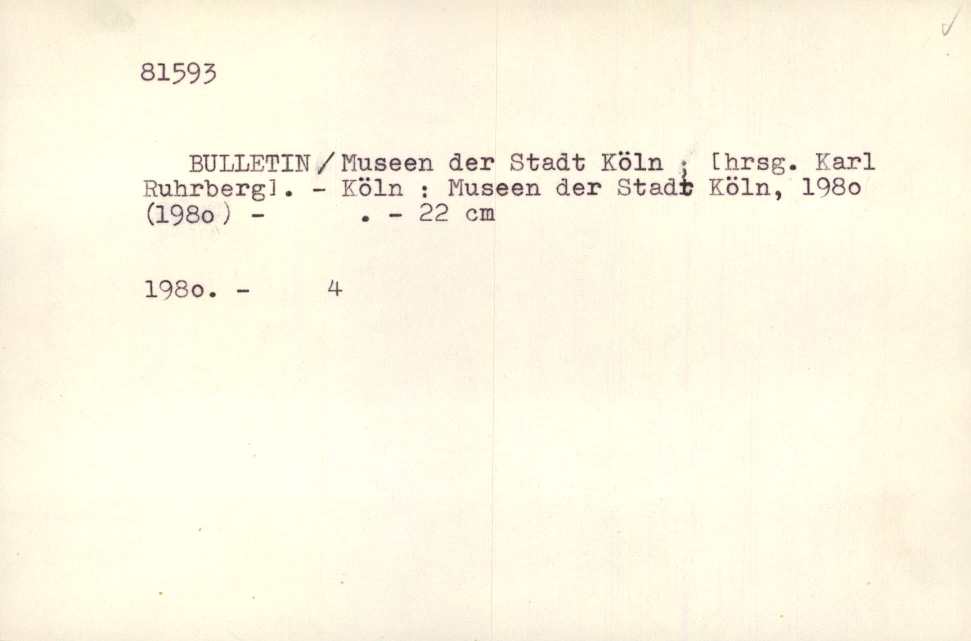 81593
BULLETIN / Museen der Stadt Köln ; [hrsg. Karl
Ruhrberg]. - Köln : Museen der Stadt Köln, 198o
(198o) -      . - 22 cm
198o. -      4